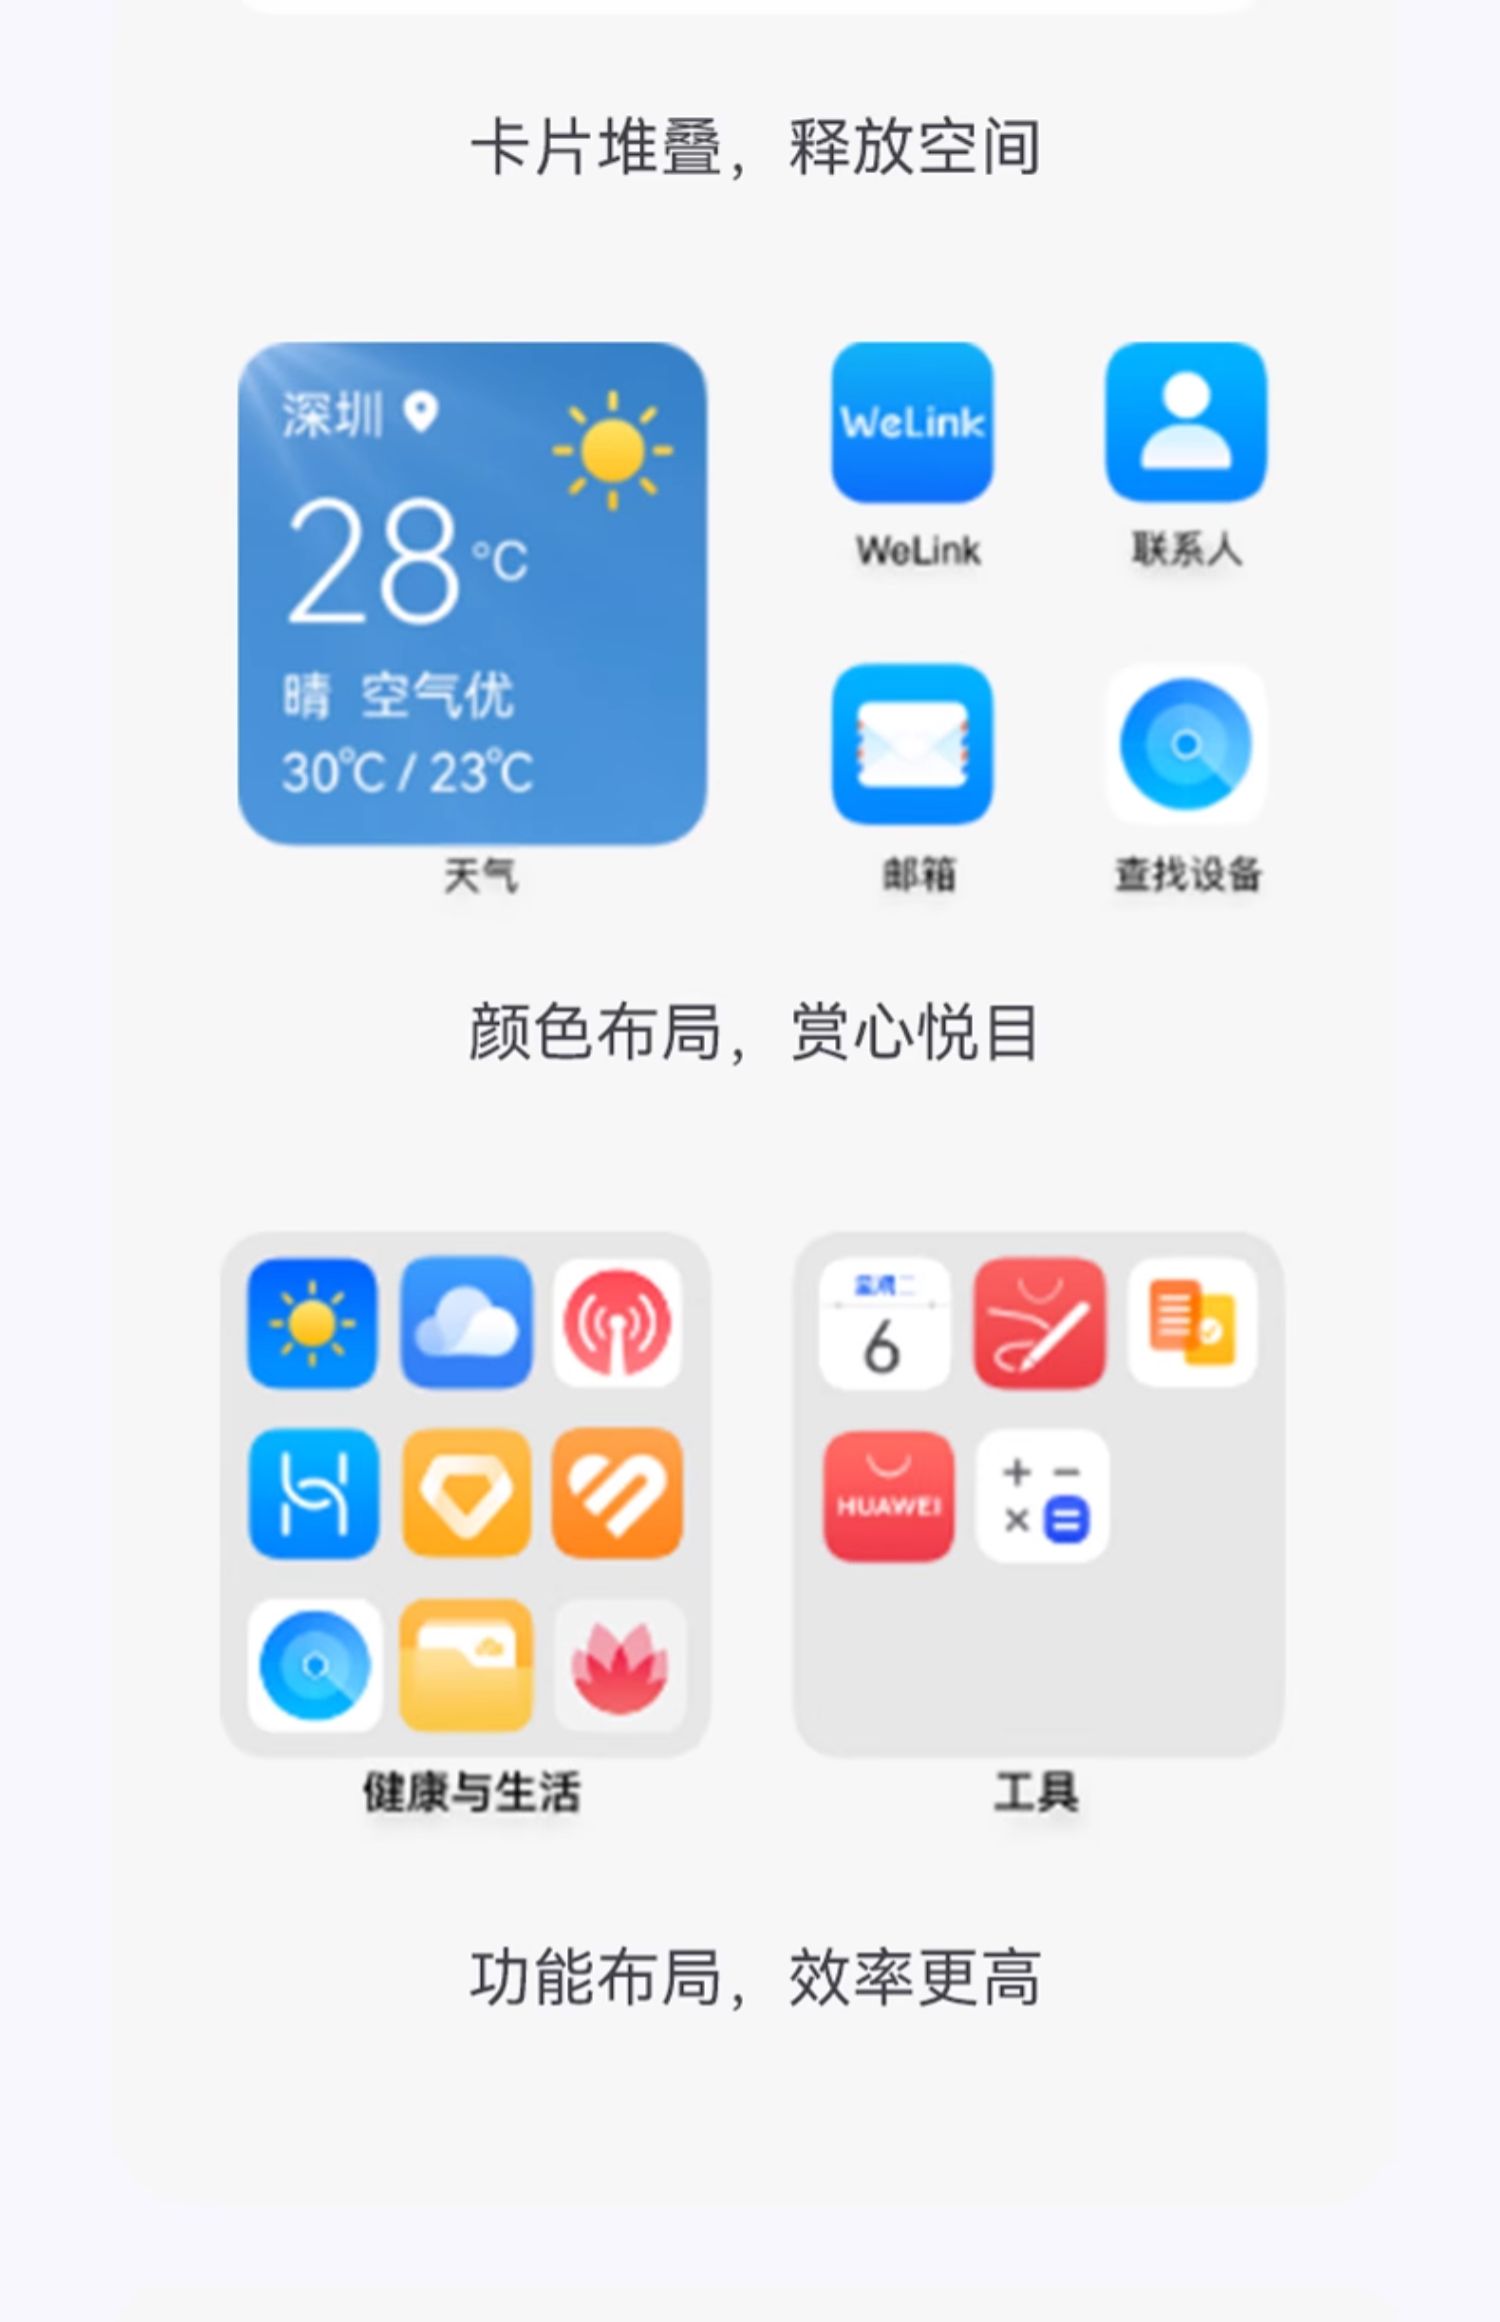 卡片堆叠，释放空间
深圳
28°C
晴 空气优
30℃ / 23℃
天气
WeLink
WeLink
联系人
邮箱
查找设备
颜色布局，赏心悦目
星期二
6
HUAWEI
健康与生活
工具
功能布局，效率更高